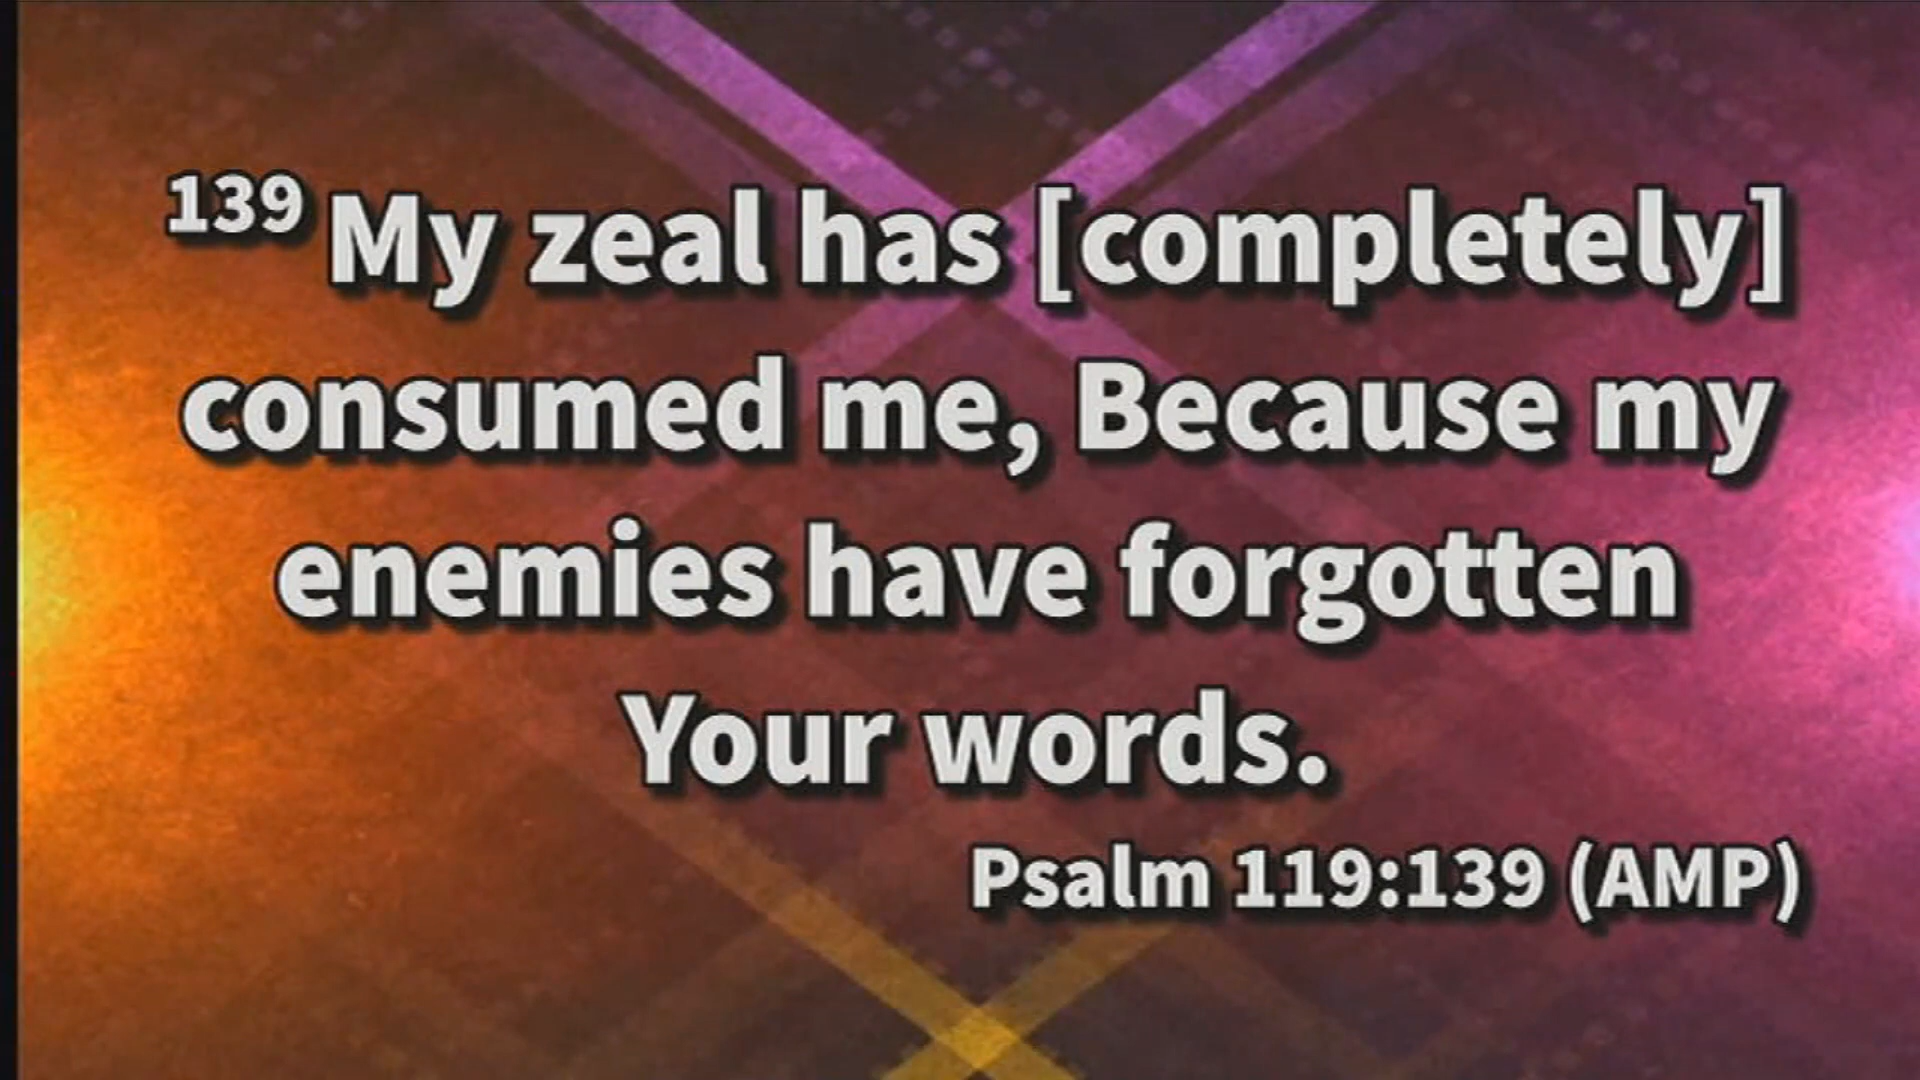 139 My zeal has [completely]
consumed me, Because my
enemies have forgotten
Your words.
Psalm 119:139 (AMP)